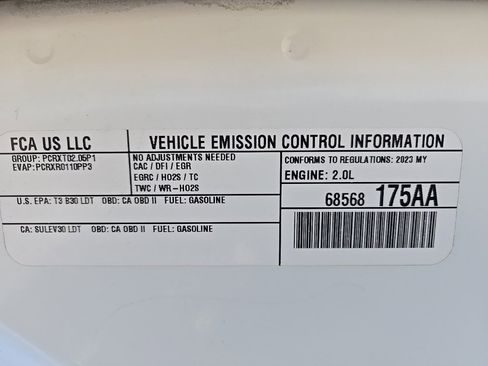 FCA US LLC
VEHICLE EMISSION CONTROL INFORMATION
GROUP: PCRXT02.05P1
EVAP: PCRXR0110PP3
NO ADJUSTMENTS NEEDED
CAC / DFI / EGR
EGRC / HO2S / TC
TWC / WR-HO2S
CONFORMS TO REGULATIONS: 2023 MY
ENGINE: 2.0L
U.S. EPA: T3 B30 LDT OBD: CA OBD II FUEL: GASOLINE
68568 175AA
CA: SULEV30 LDT OBD: CA OBD II FUEL: GASOLINE